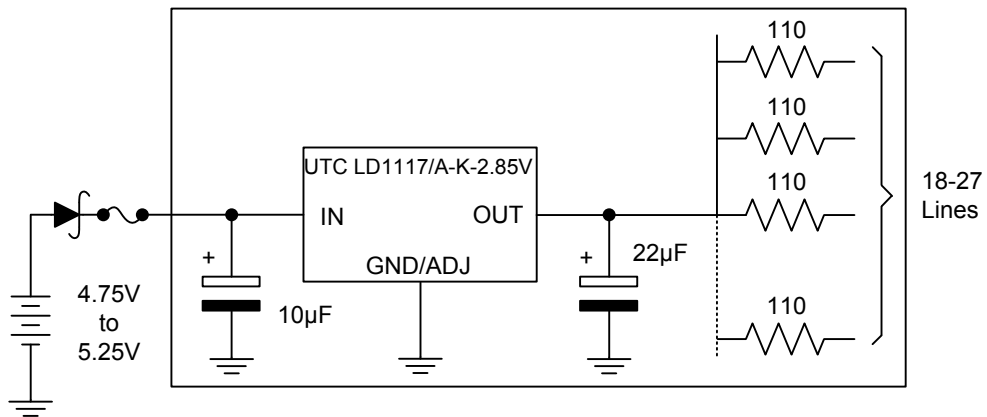 110
110
UTC LD1117/A-K-2.85V
110
18-27
Lines
IN
OUT
+
+
22µF
GND/ADJ
4.75V
to
5.25V
10µF
110